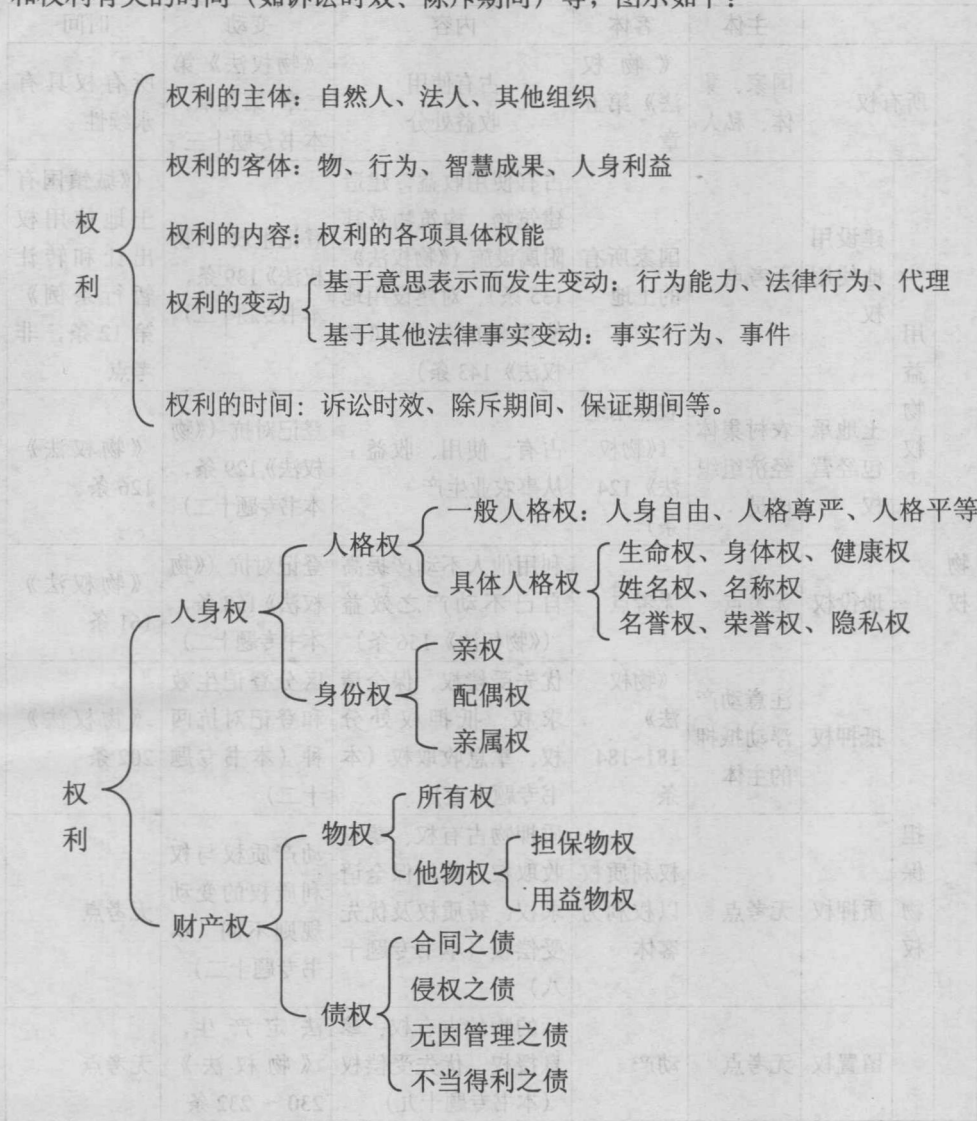 和权利有关的时间（如诉讼时效、除斥期间）等，图示如下：
权利的主体：自然人、法人、其他组织
权利的客体：物、行为、智慧成果、人身利益
权
利
权利的内容：权利的各项具体权能
权利的变动
基于意思表示而发生变动：行为能力、法律行为、代理
基于其他法律事实变动：事实行为、事件
权利的时间：诉讼时效、除斥期间、保证期间等。
一般人格权：人身自由、人格尊严、人格平等
人格权
具体人格权
生命权、身体权、健康权
姓名权、名称权
名誉权、荣誉权、隐私权
人身权
身份权
亲权
配偶权
亲属权
权
利
所有权
物权
他物权
担保物权
用益物权
财产权
债权
合同之债
侵权之债
无因管理之债
不当得利之债